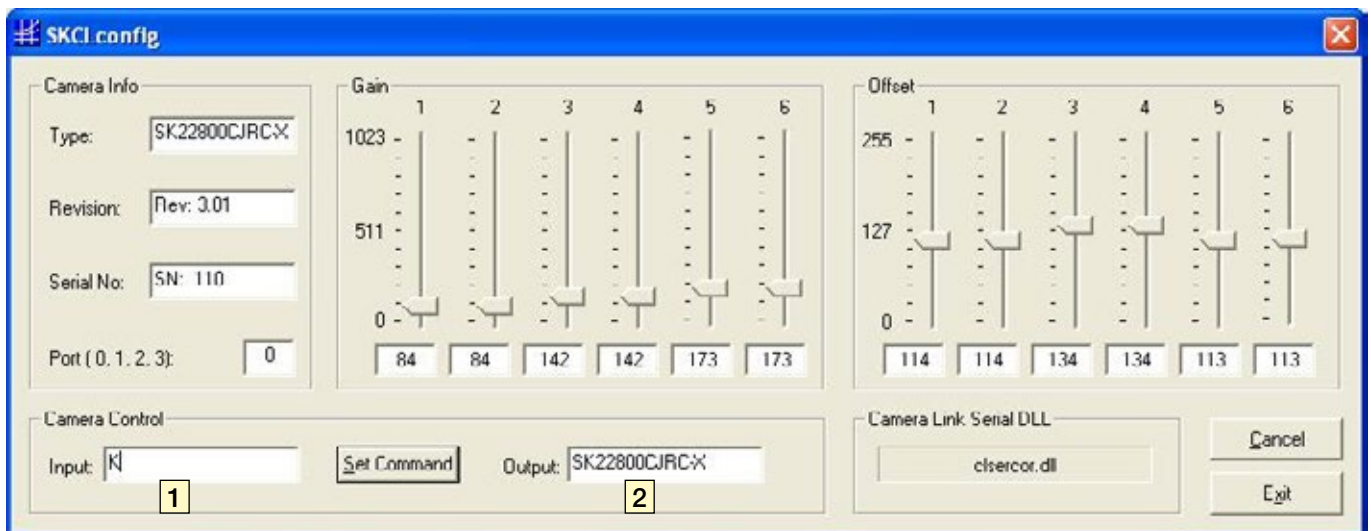 SKCLconfig
Camera Info
Type: SK22800CJRC-X
Revision: Rev: 3.01
Serial No: SN: 110
Port ( 0, 1, 2, 3): 0
Gain
1 2 3 4 5 6
1023
511
0
84 84 142 142 173 173
Offset
1 2 3 4 5 6
255
127
0
114 114 134 134 113 113
Camera Control
Input: K
Set Command
Output: SK22800CJRC-X
1
2
Camera Link Serial DLL
clsercor.dll
Cancel
Exit